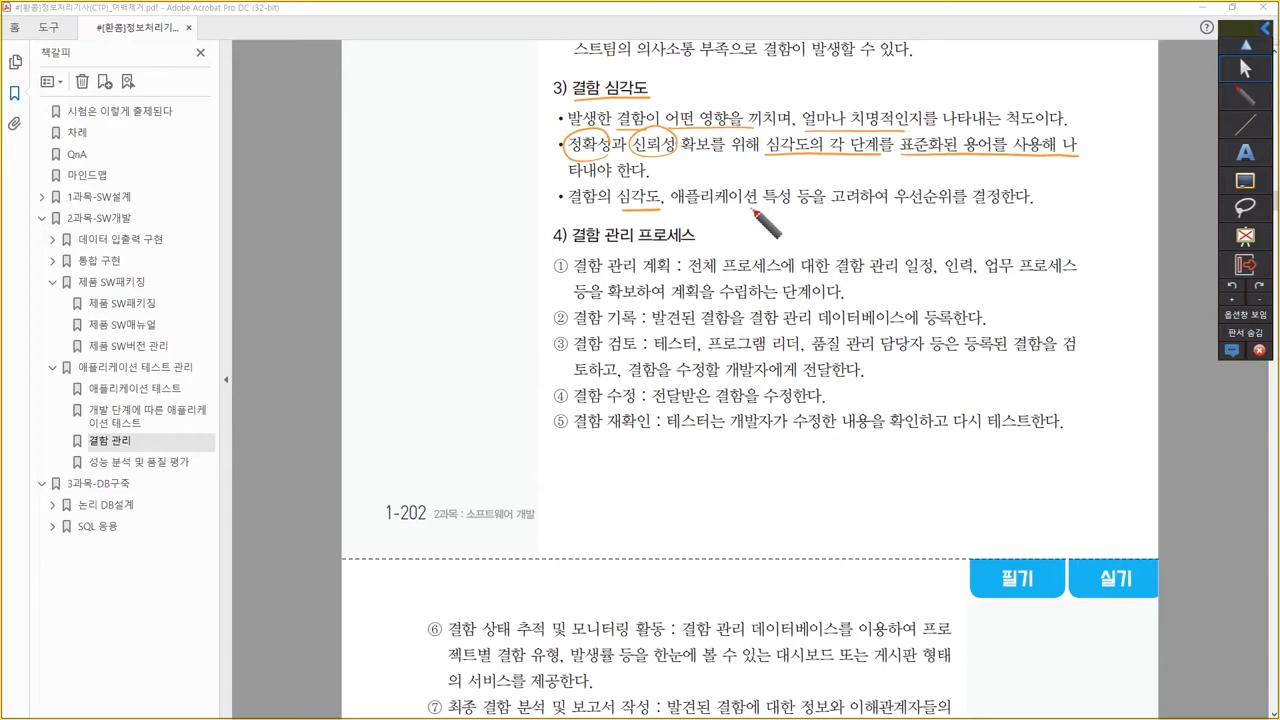 #[환콤]정보처리기사(CTP)_여백제거.pdf - Adobe Acrobat Pro DC (32-bit)
홈 도구 #[환콤]정보처리기... ×
책갈피
시험은 이렇게 출제된다
차례
QnA
마인드맵
1과목-SW설계
2과목-SW개발
데이터 입출력 구현
통합 구현
제품 SW패키징
제품 SW패키징
제품 SW매뉴얼
제품 SW버전 관리
애플리케이션 테스트 관리
애플리케이션 테스트
개발 단계에 따른 애플리케
이션 테스트
결함 관리
성능 분석 및 품질 평가
3과목-DB구축
논리 DB설계
SQL 응용
스트팀의 의사소통 부족으로 결함이 발생할 수 있다.
3) 결함 심각도
• 발생한 결함이 어떤 영향을 끼치며, 얼마나 치명적인지를 나타내는 척도이다.
• 정확성과 신뢰성 확보를 위해 심각도의 각 단계를 표준화된 용어를 사용해 나
타내야 한다.
• 결함의 심각도, 애플리케이션 특성 등을 고려하여 우선순위를 결정한다.
4) 결함 관리 프로세스
① 결함 관리 계획 : 전체 프로세스에 대한 결함 관리 일정, 인력, 업무 프로세스
등을 확보하여 계획을 수립하는 단계이다.
② 결함 기록 : 발견된 결함을 결함 관리 데이터베이스에 등록한다.
③ 결함 검토 : 테스터, 프로그램 리더, 품질 관리 담당자 등은 등록된 결함을 검
토하고, 결함을 수정할 개발자에게 전달한다.
④ 결함 수정 : 전달받은 결함을 수정한다.
⑤ 결함 재확인 : 테스터는 개발자가 수정한 내용을 확인하고 다시 테스트한다.
1-202 2과목 : 소프트웨어 개발
필기 실기
⑥ 결함 상태 추적 및 모니터링 활동 : 결함 관리 데이터베이스를 이용하여 프로
젝트별 결함 유형, 발생률 등을 한눈에 볼 수 있는 대시보드 또는 게시판 형태
의 서비스를 제공한다.
⑦ 최종 결함 분석 및 보고서 작성 : 발견된 결함에 대한 정보와 이해관계자들의
A
옵션창 보임
판서 숨김